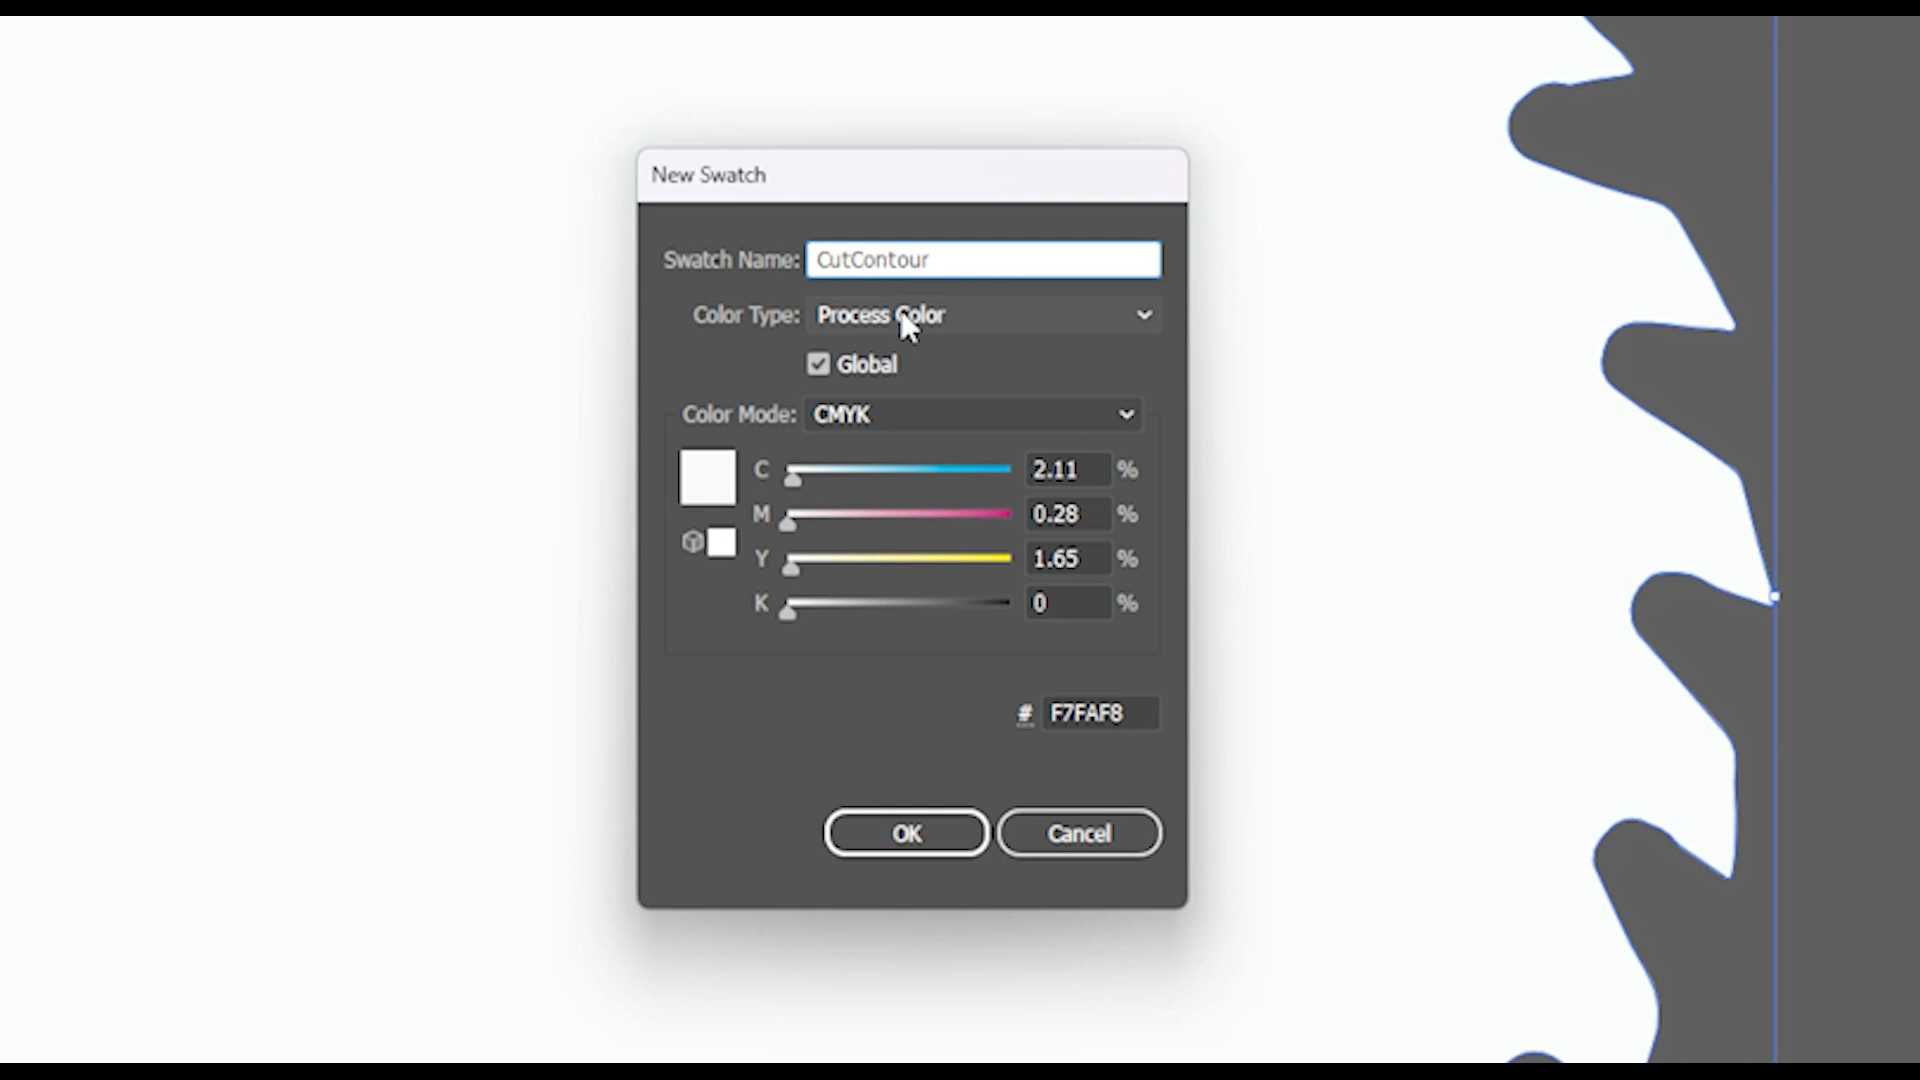 New Swatch
Swatch Name: CutContour
Color Type: Process Color
Global
Color Mode: CMYK
C 2.11 %
M 0.28 %
Y 1.65 %
K 0 %
# F7FAF8
OK Cancel